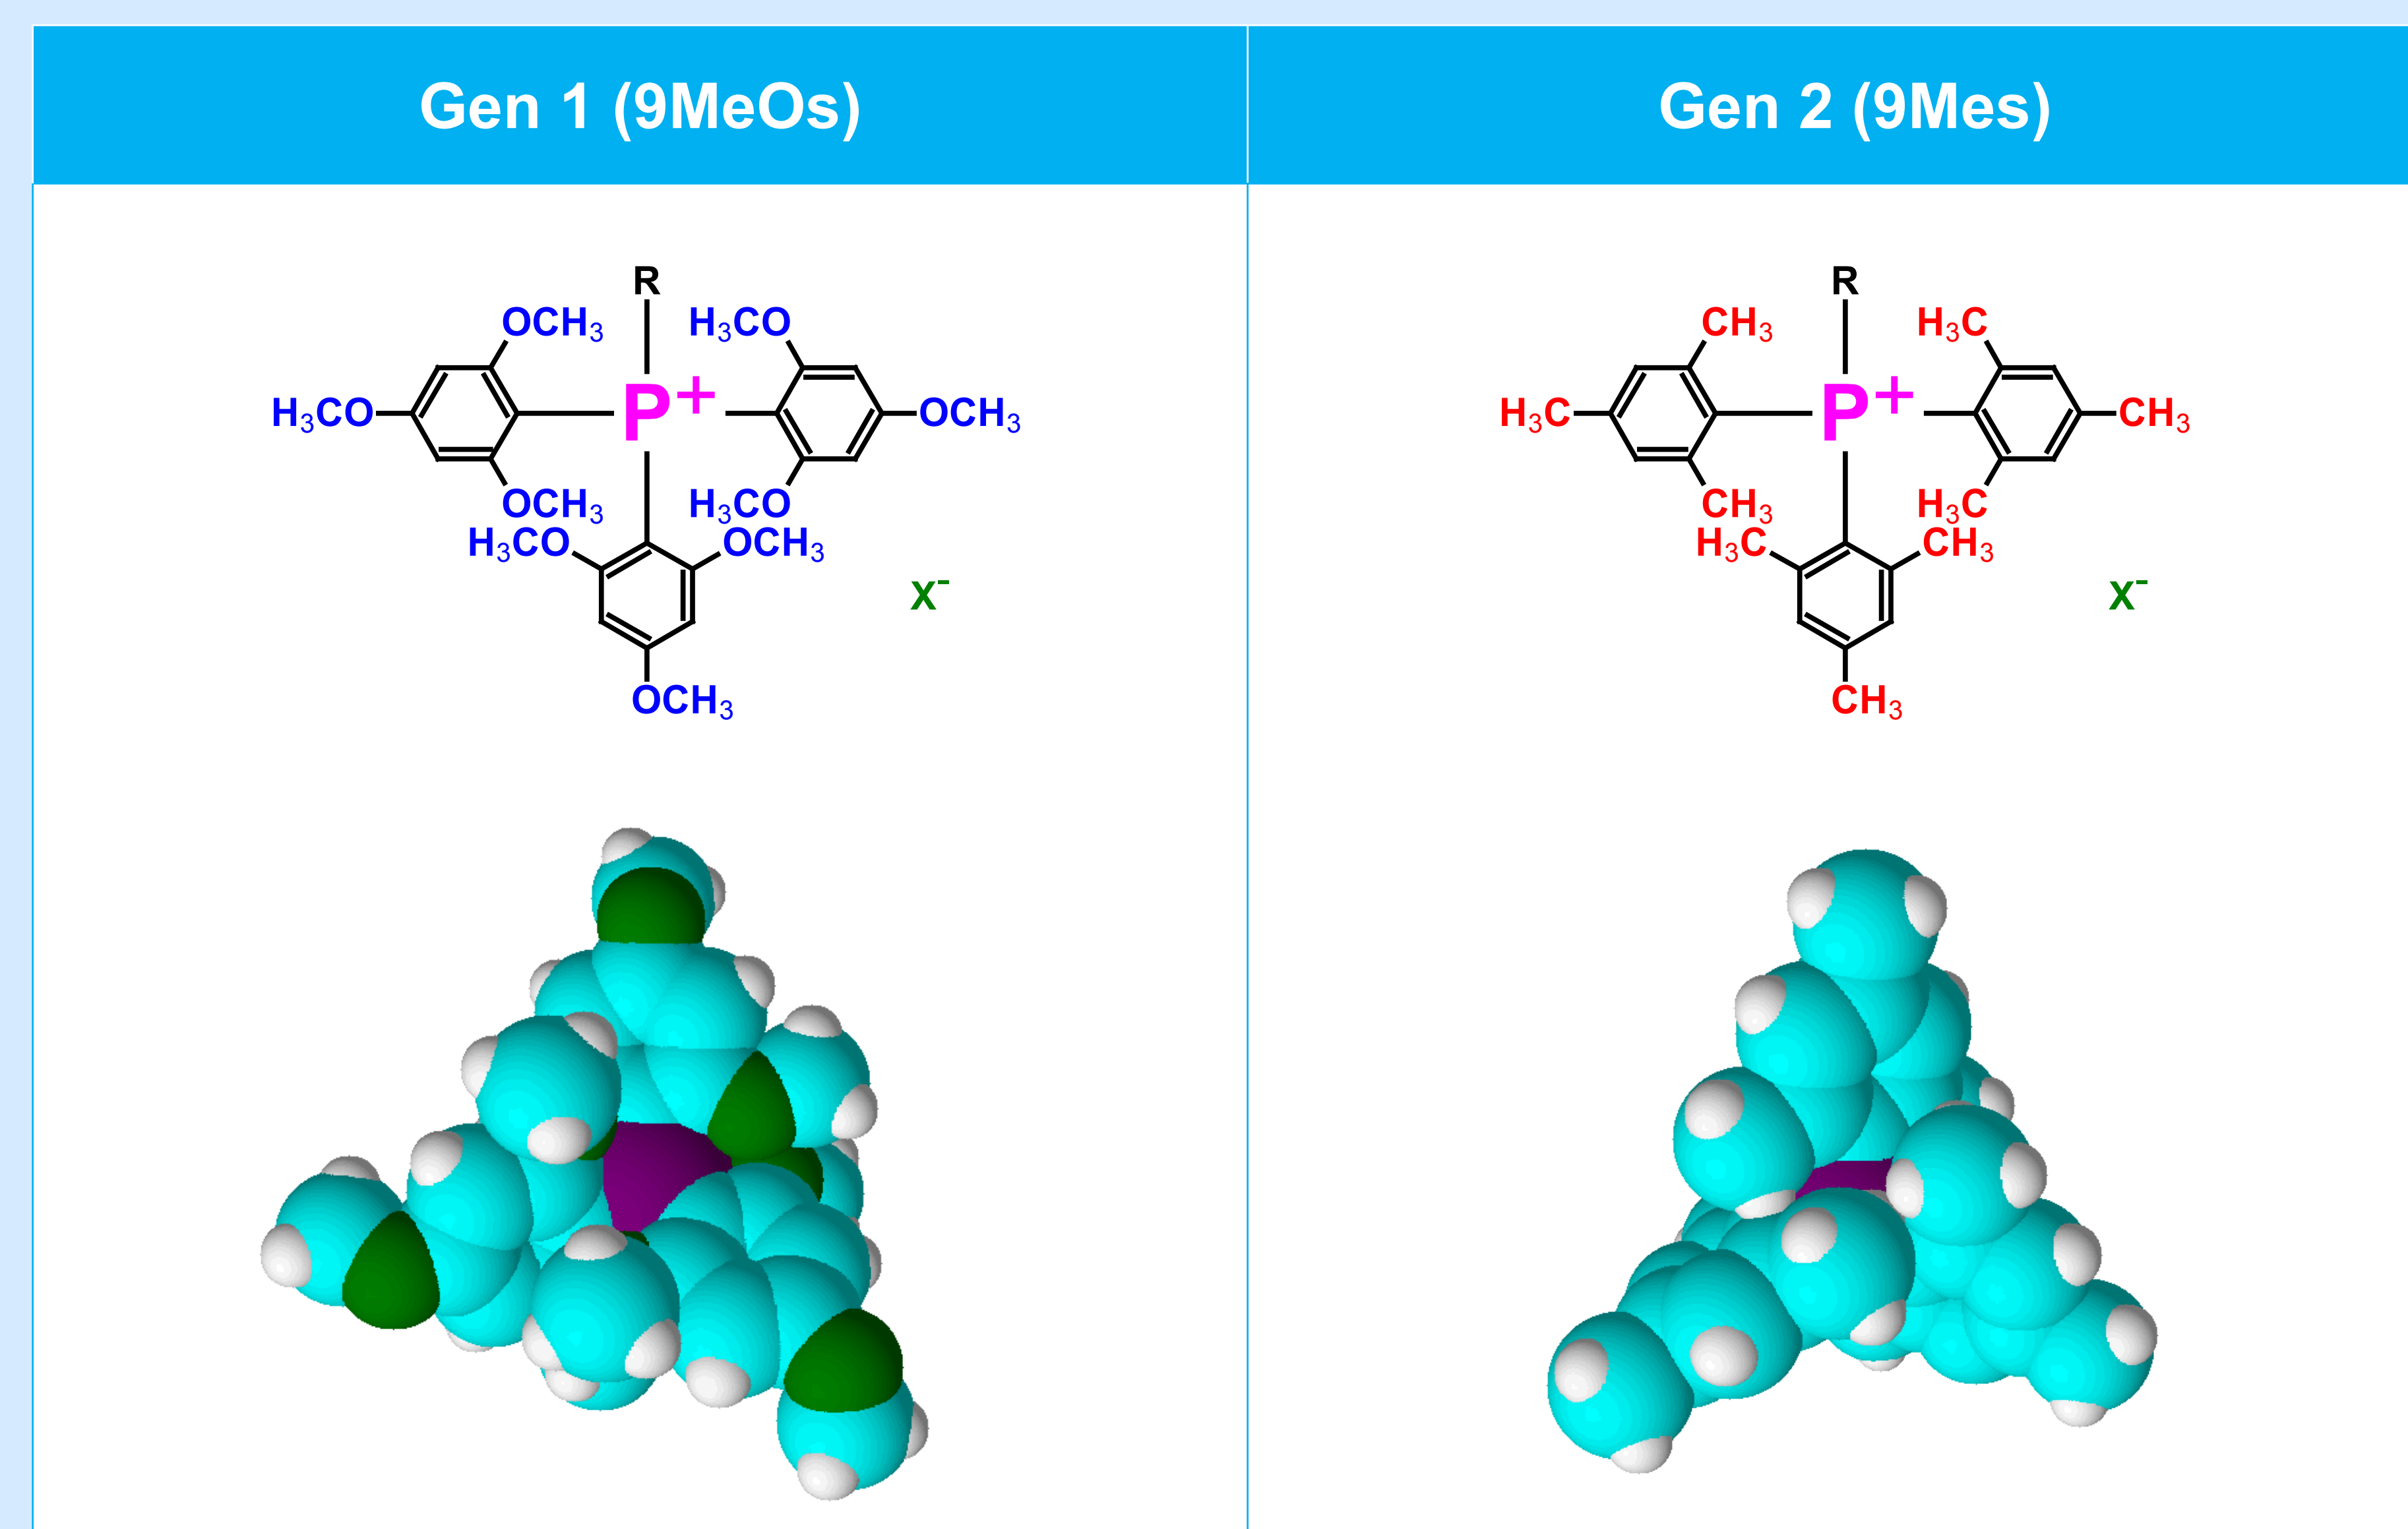 Gen 1 (9MeOs)
Gen 2 (9Mes)
R
OCH₃
H₃CO
H₃CO
P⁺
OCH₃
OCH₃
H₃CO
H₃CO
OCH₃
X⁻
OCH₃
R
CH₃
H₃C
H₃C
P⁺
CH₃
CH₃
H₃C
H₃C
CH₃
X⁻
CH₃